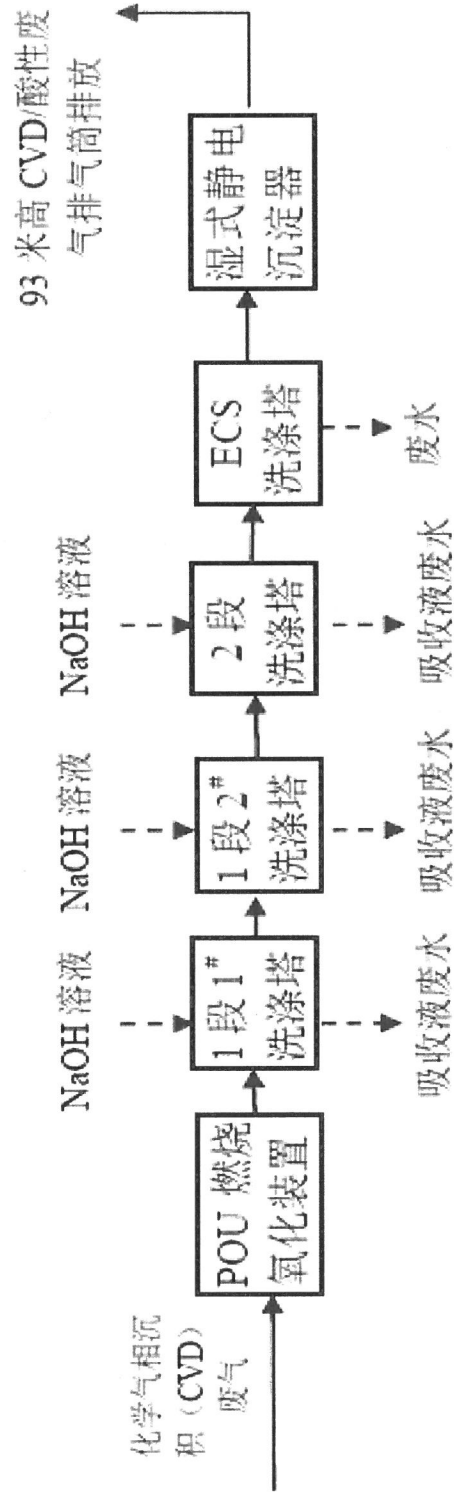 化学气相沉
积（CVD）
废气
POU 燃烧
氧化装置
NaOH 溶液
1 段 1#
洗涤塔
吸收液废水
NaOH 溶液
1 段 2#
洗涤塔
吸收液废水
NaOH 溶液
2 段
洗涤塔
吸收液废水
ECS
洗涤塔
废水
湿式静电
沉淀器
93 米高 CVD/酸性废
气排气筒排放